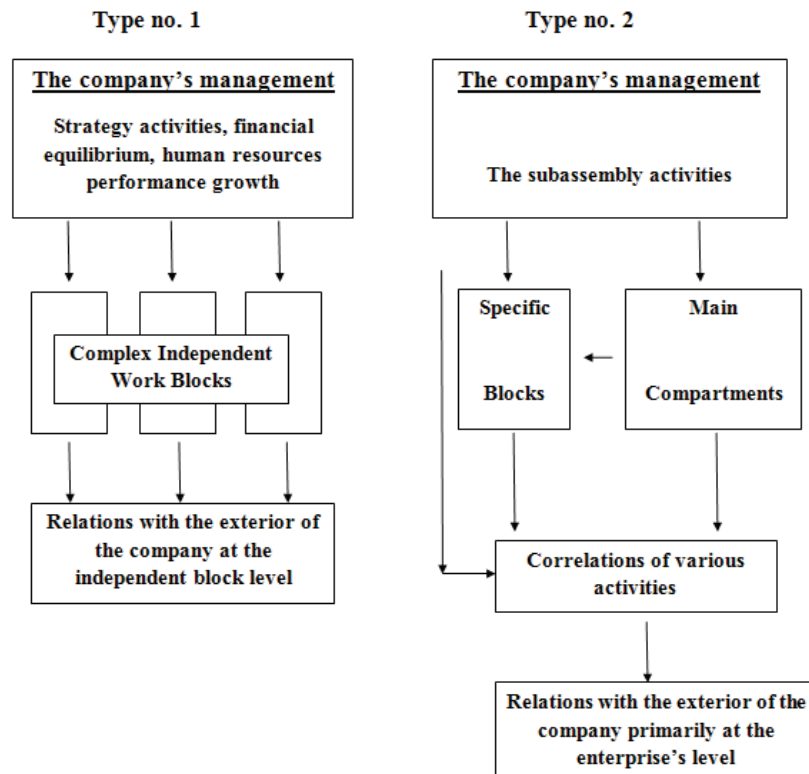 Type no. 1
The company’s management
Strategy activities, financial
equilibrium, human resources
performance growth
Complex Independent
Work Blocks
Relations with the exterior of
the company at the
independent block level
Type no. 2
The company’s management
The subassembly activities
Specific
Blocks
Main
Compartments
Correlations of various
activities
Relations with the exterior of the
company primarily at the
enterprise’s level